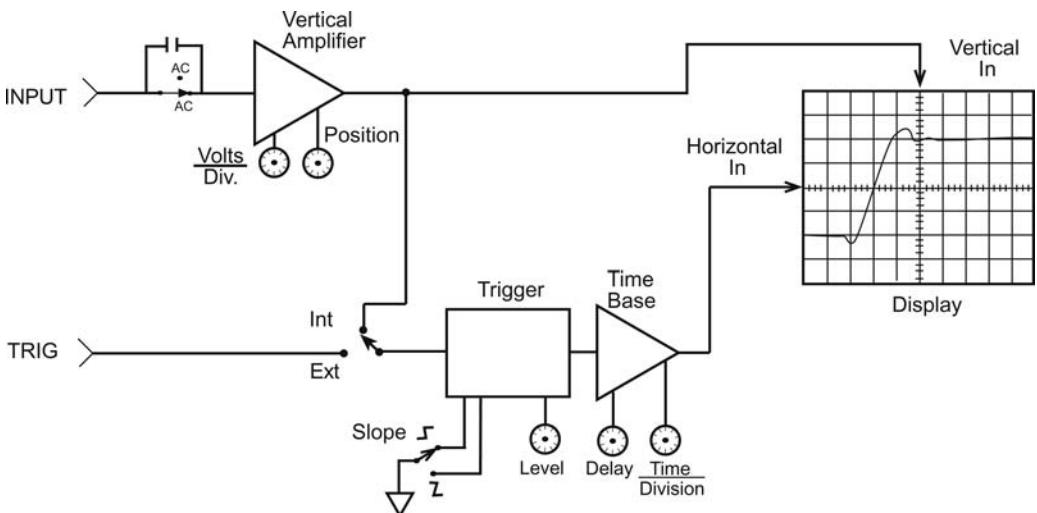 Vertical
Amplifier
AC
INPUT
AC
Position
Volts
Div.
Vertical
In
Horizontal
In
Display
Int
TRIG
Ext
Trigger
Time
Base
Slope
Level
Delay
Time
Division